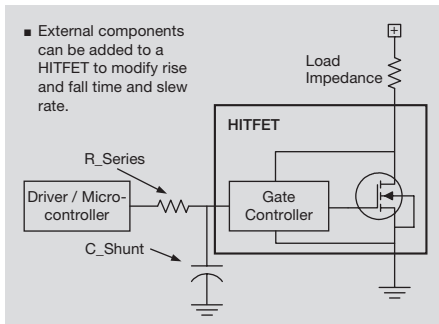 ■ External components
can be added to a
HITFET to modify rise
and fall time and slew
rate.
+
Load
Impedance
HITFET
R_Series
Driver / Micro-
controller
Gate
Controller
C_Shunt